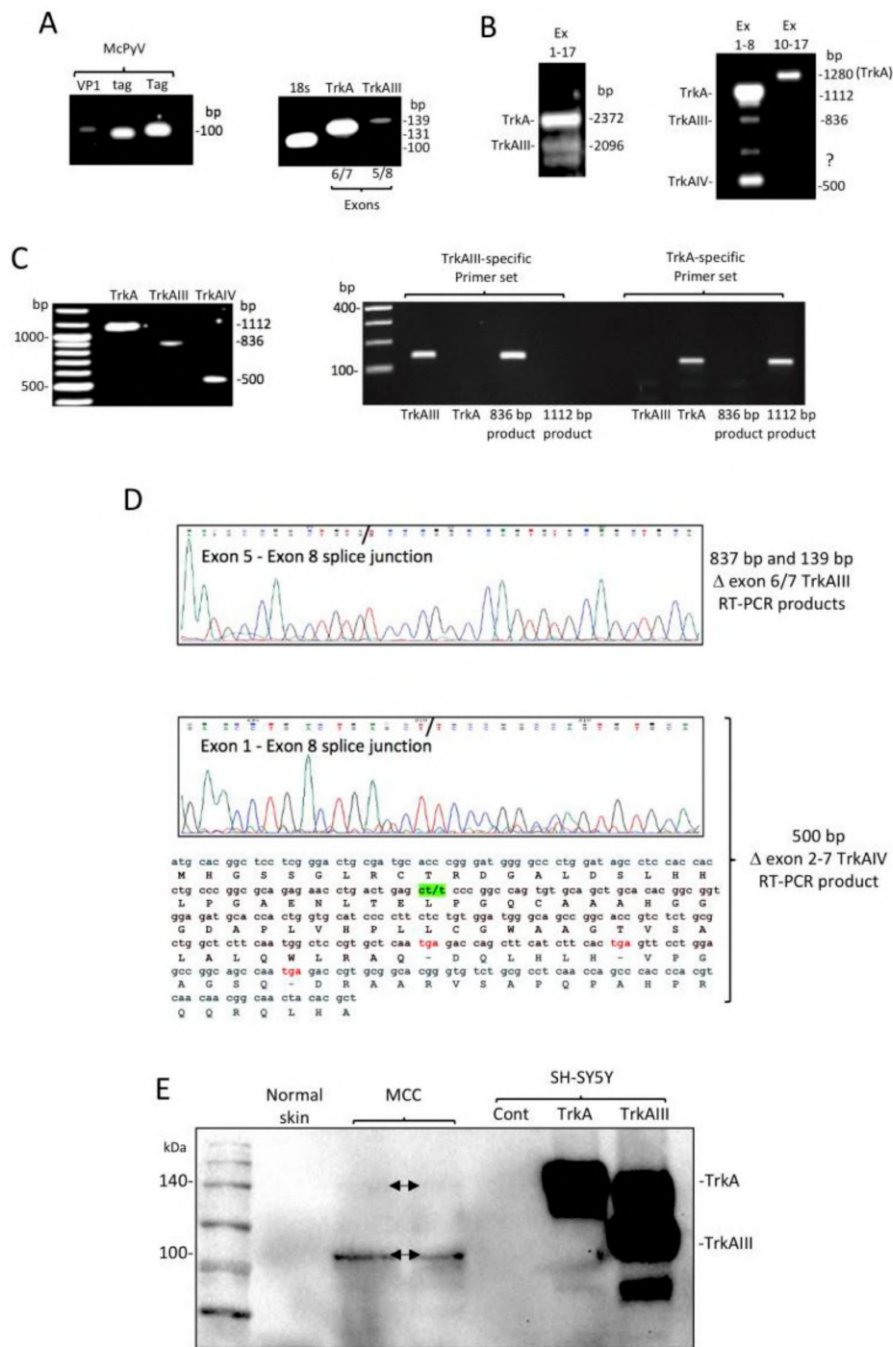 A
McPyV
VP1 tag Tag
bp
-100
18s TrkA TrkAIII
bp
-139
-131
-100
6/7 5/8
Exons
B
Ex
1-17
bp
TrkA-
-2372
TrkAIII-
-2096
Ex Ex
1-8 10-17
bp
-1280 (TrkA)
TrkA-
-1112
TrkAIII-
-836
?
TrkAIV-
-500
C
bp
TrkA TrkAIII TrkAIV
bp
-1112
1000-
-836
500-
-500
TrkAIII-specific
Primer set
TrkA-specific
Primer set
bp
400-
100-
TrkAIII TrkA 836 bp product 1112 bp product
TrkAIII TrkA 836 bp product 1112 bp product
D
Exon 5 - Exon 8 splice junction
837 bp and 139 bp
Δ exon 6/7 TrkAIII
RT-PCR products
Exon 1 - Exon 8 splice junction
500 bp
Δ exon 2-7 TrkAIV
RT-PCR product
atg cac ggc tcc tcg gga ctg cga tgc acc cgg gat ggg gcc ctg gat agc ctc cac cac
M H G S S G L R C T R D G A L D S L H H
ctg ccc ggc gca gag aac ctg act gag ct/t ccc ggc cag tgt gca gct gca cac ggc ggt
L P G A E N L T E L P G Q C A A A H G G
gga gat gca cca ctg gtg cat ccc ctt ctc tgt gga tgg gca gcc ggc acc gtc tct gcg
G D A P L V H P L L C G W A A G T V S A
ctg gct ctt caa tgg ctc cgt gct caa tga gac cag ctt cat ctt cac tga gtt cct gga
L A L Q W L R A Q - D Q L H L H - V P G
gcc ggc agc caa tga gac cgt gcg gca cgg gtg tct gcg cct caa cca gcc cac cca cgt
A G S Q - D R A A R V S A P Q P A H P R
caa caa cgg caa cta cac gct
Q Q R Q L H A
E
SH-SY5Y
Normal
skin
MCC
Cont TrkA TrkAIII
kDa
140-
-TrkA
-TrkAIII
100-